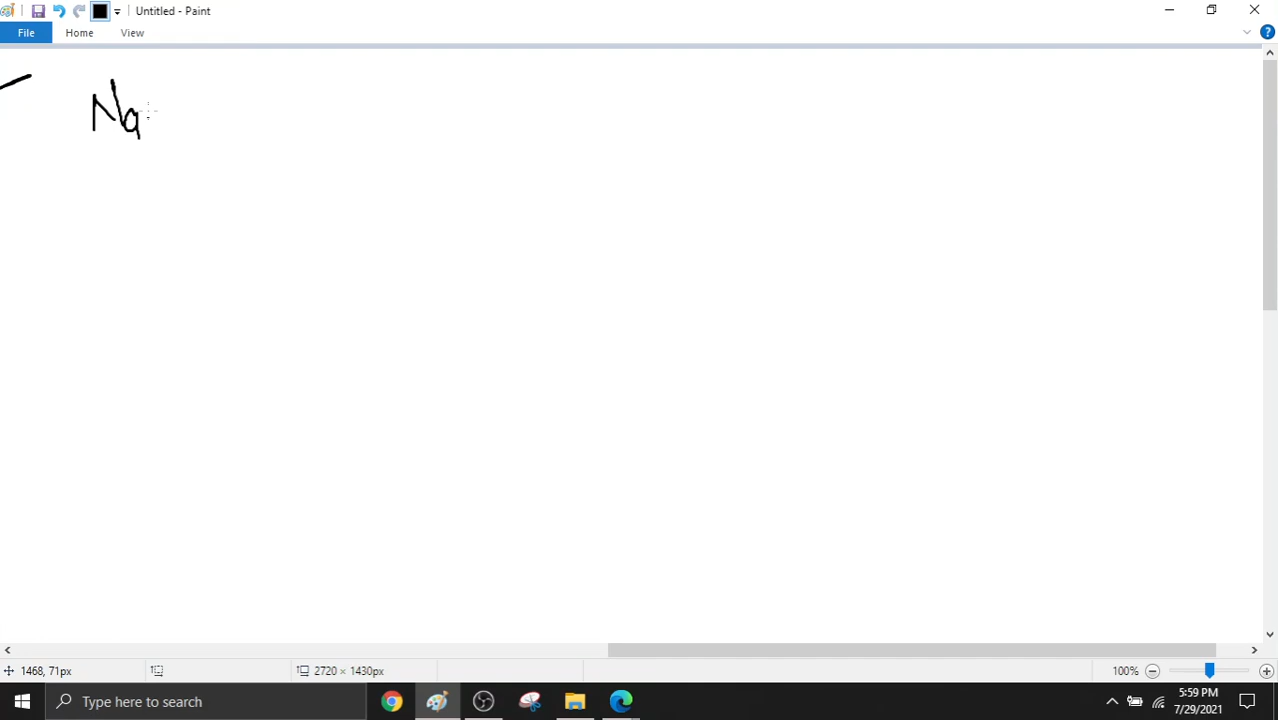 Untitled - Paint
File Home View
Na
1468, 71px 2720 × 1430px 100%
Type here to search
5:59 PM
7/29/2021